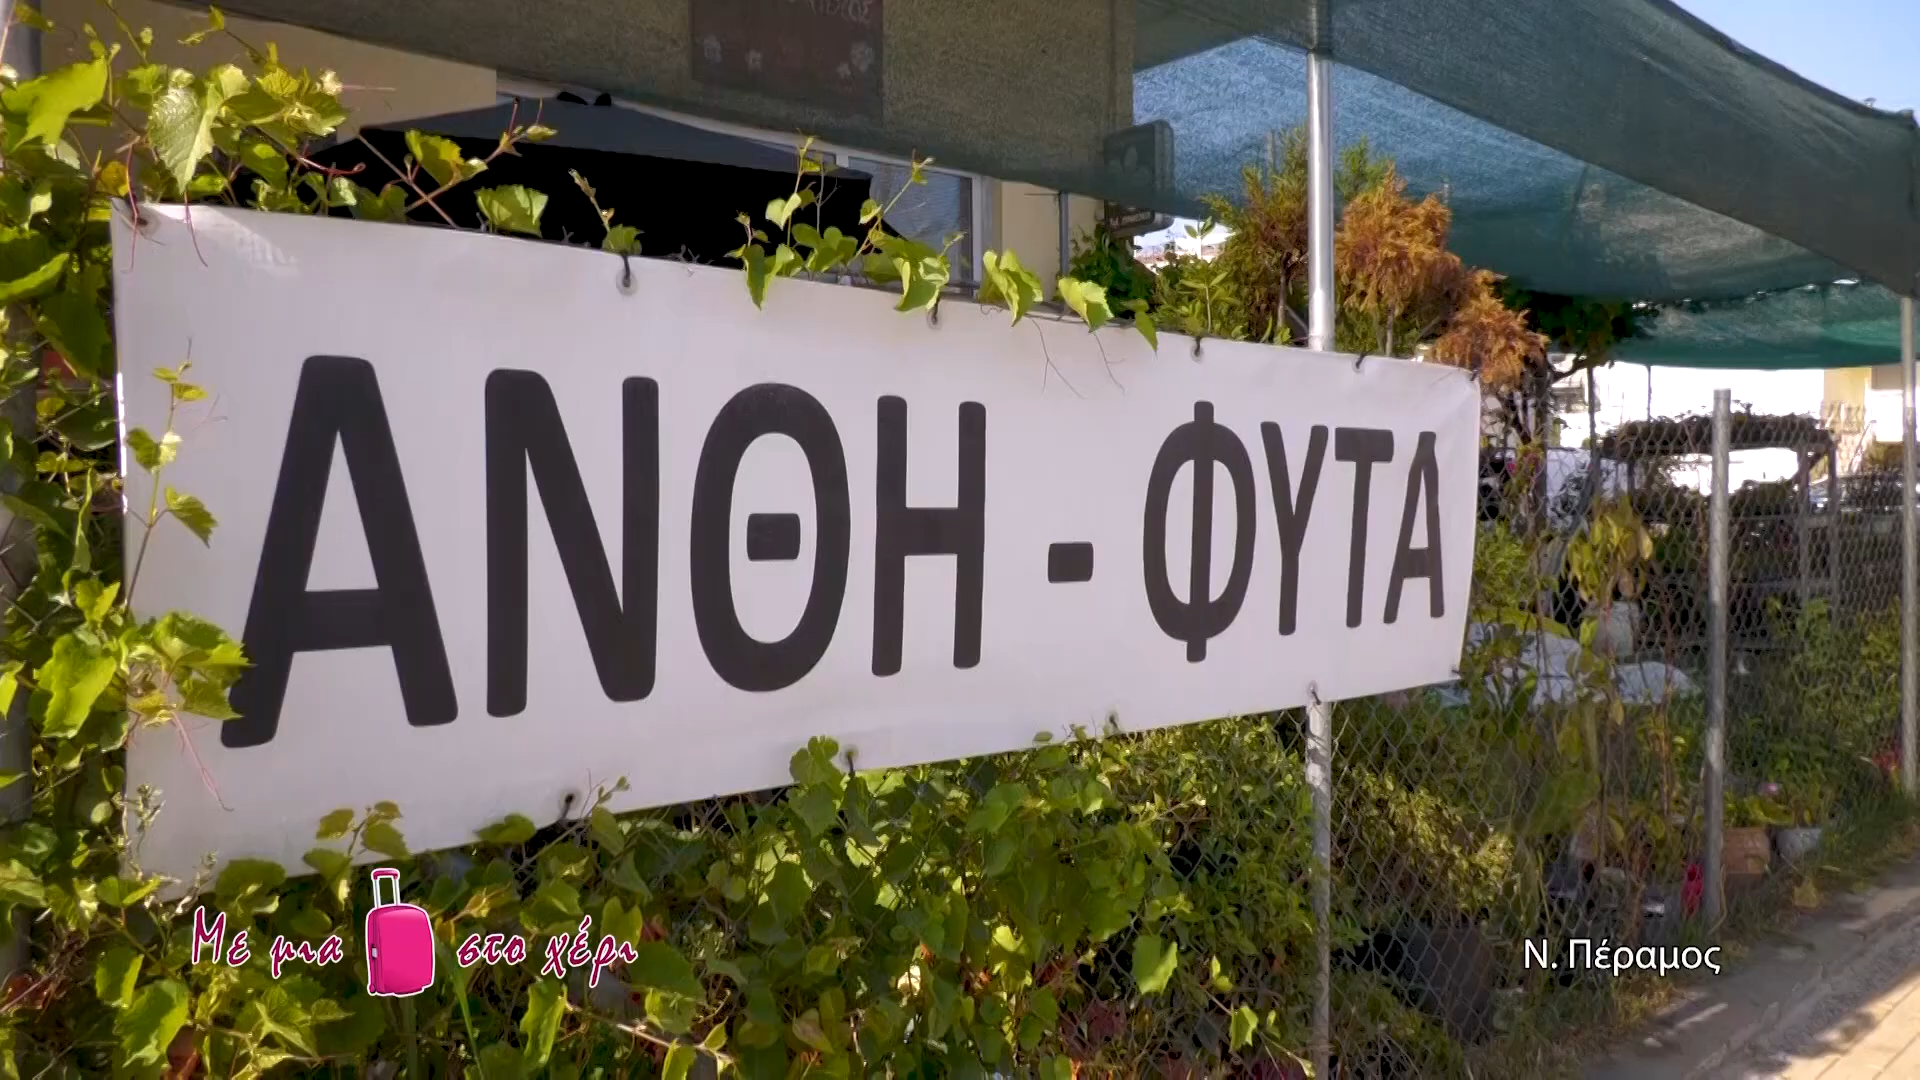 ΑΝΘΗ - ΦΥΤΑ
Με μια στο χέρι
Ν. Πέραμος